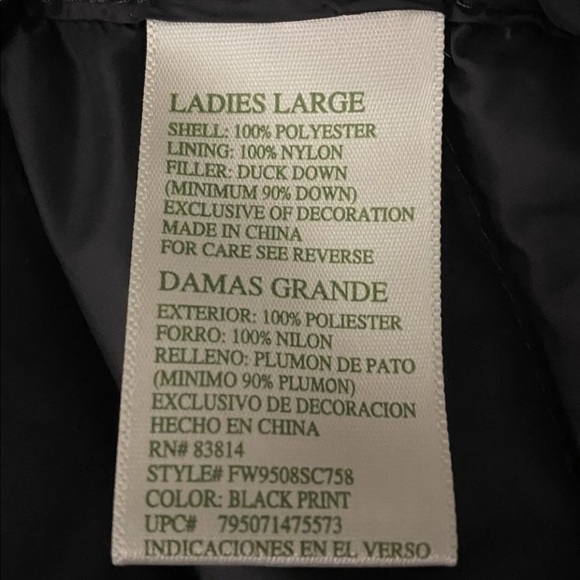 LADIES LARGE
SHELL: 100% POLYESTER
LINING: 100% NYLON
FILLER: DUCK DOWN
(MINIMUM 90% DOWN)
EXCLUSIVE OF DECORATION
MADE IN CHINA
FOR CARE SEE REVERSE
DAMAS GRANDE
EXTERIOR: 100% POLIESTER
FORRO: 100% NILON
RELLENO: PLUMON DE PATO
(MINIMO 90% PLUMON)
EXCLUSIVO DE DECORACION
HECHO EN CHINA
RN# 83814
STYLE# FW9508SC758
COLOR: BLACK PRINT
UPC# 795071475573
INDICACIONES EN EL VERSO